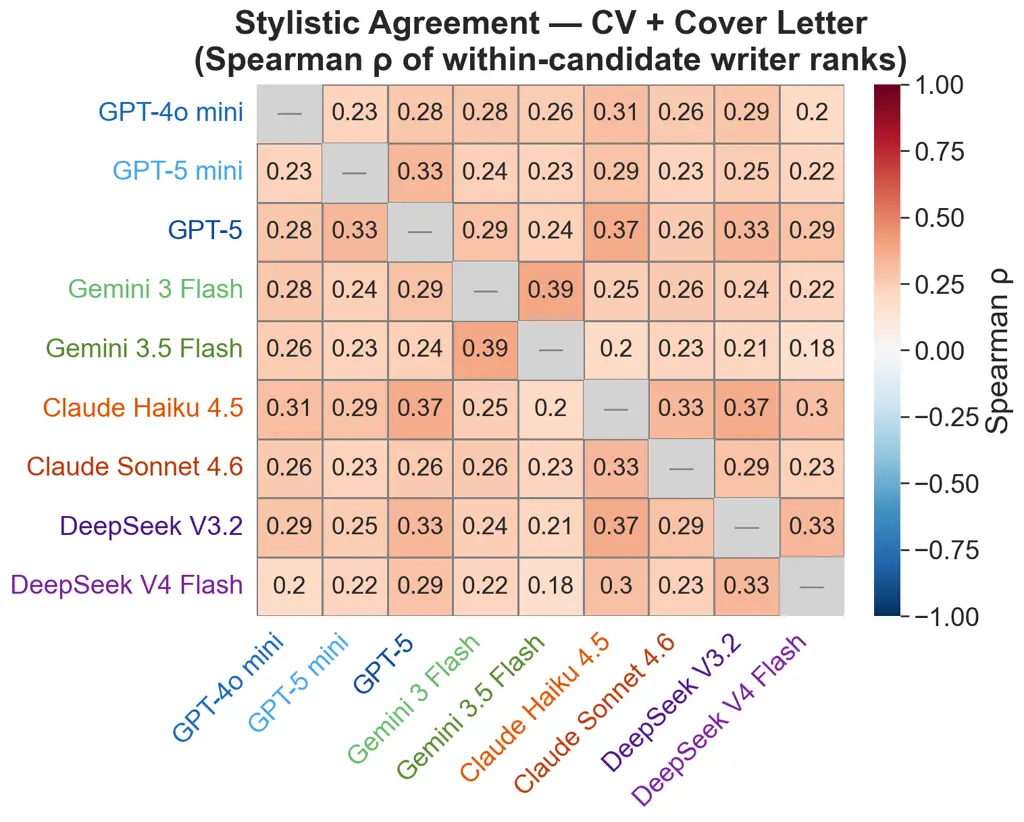 Stylistic Agreement — CV + Cover Letter
(Spearman ρ of within-candidate writer ranks)
GPT-4o mini — 0.23 0.28 0.28 0.26 0.31 0.26 0.29 0.2
GPT-5 mini 0.23 — 0.33 0.24 0.23 0.29 0.23 0.25 0.22
GPT-5 0.28 0.33 — 0.29 0.24 0.37 0.26 0.33 0.29
Gemini 3 Flash 0.28 0.24 0.29 — 0.39 0.25 0.26 0.24 0.22
Gemini 3.5 Flash 0.26 0.23 0.24 0.39 — 0.2 0.23 0.21 0.18
Claude Haiku 4.5 0.31 0.29 0.37 0.25 0.2 — 0.33 0.37 0.3
Claude Sonnet 4.6 0.26 0.23 0.26 0.26 0.23 0.33 — 0.29 0.23
DeepSeek V3.2 0.29 0.25 0.33 0.24 0.21 0.37 0.29 — 0.33
DeepSeek V4 Flash 0.2 0.22 0.29 0.22 0.18 0.3 0.23 0.33 —
GPT-4o mini
GPT-5 mini
GPT-5
Gemini 3 Flash
Gemini 3.5 Flash
Claude Haiku 4.5
Claude Sonnet 4.6
DeepSeek V3.2
DeepSeek V4 Flash
1.00
0.75
0.50
0.25
0.00
−0.25
−0.50
−0.75
−1.00
Spearman ρ